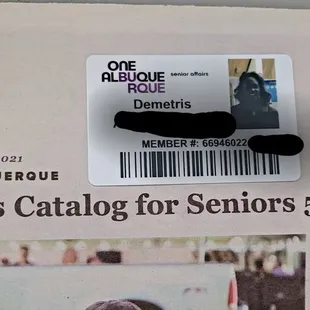 ONE
ALBUQUE
RQUE
senior affairs
Demetris
MEMBER #: 66946022
2021
UERQUE
s Catalog for Seniors 5